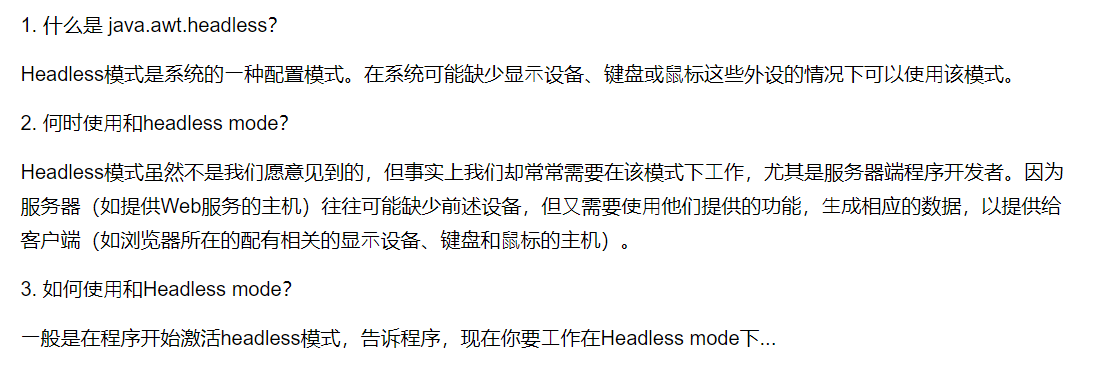 1. 什么是 java.awt.headless？
Headless模式是系统的一种配置模式。在系统可能缺少显示设备、键盘或鼠标这些外设的情况下可以使用该模式。
2. 何时使用和headless mode？
Headless模式虽然不是我们愿意见到的，但事实上我们却常常需要在该模式下工作，尤其是服务器端程序开发者。因为
服务器（如提供Web服务的主机）往往可能缺少前述设备，但又需要使用他们提供的功能，生成相应的数据，以提供给
客户端（如浏览器所在的配有相关的显示设备、键盘和鼠标的主机）。
3. 如何使用和Headless mode？
一般是在程序开始激活headless模式，告诉程序，现在你要工作在Headless mode下...